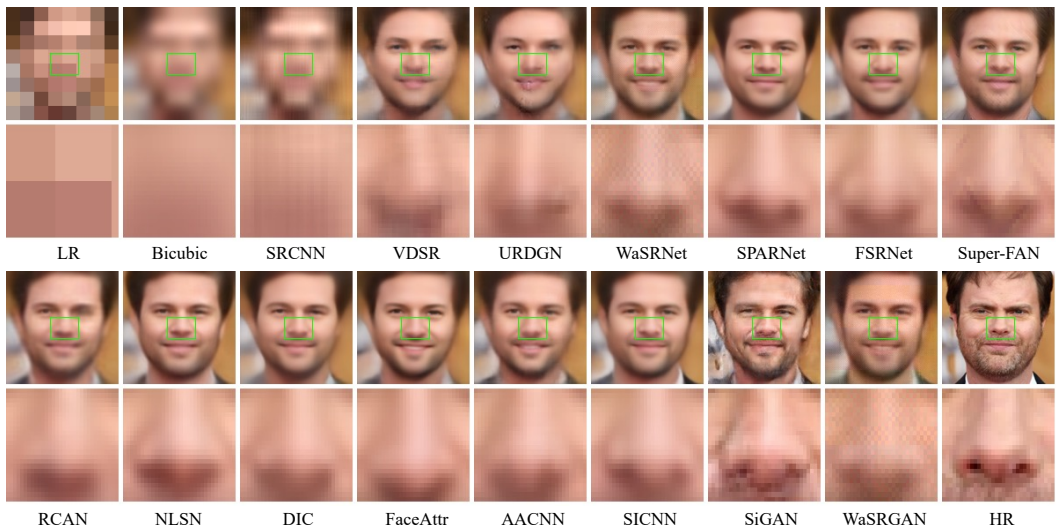 LR Bicubic SRCNN VDSR URDGN WaSRNet SPARNet FSRNet Super-FAN
RCAN NLSN DIC FaceAttr AACNN SICNN SiGAN WaSRGAN HR